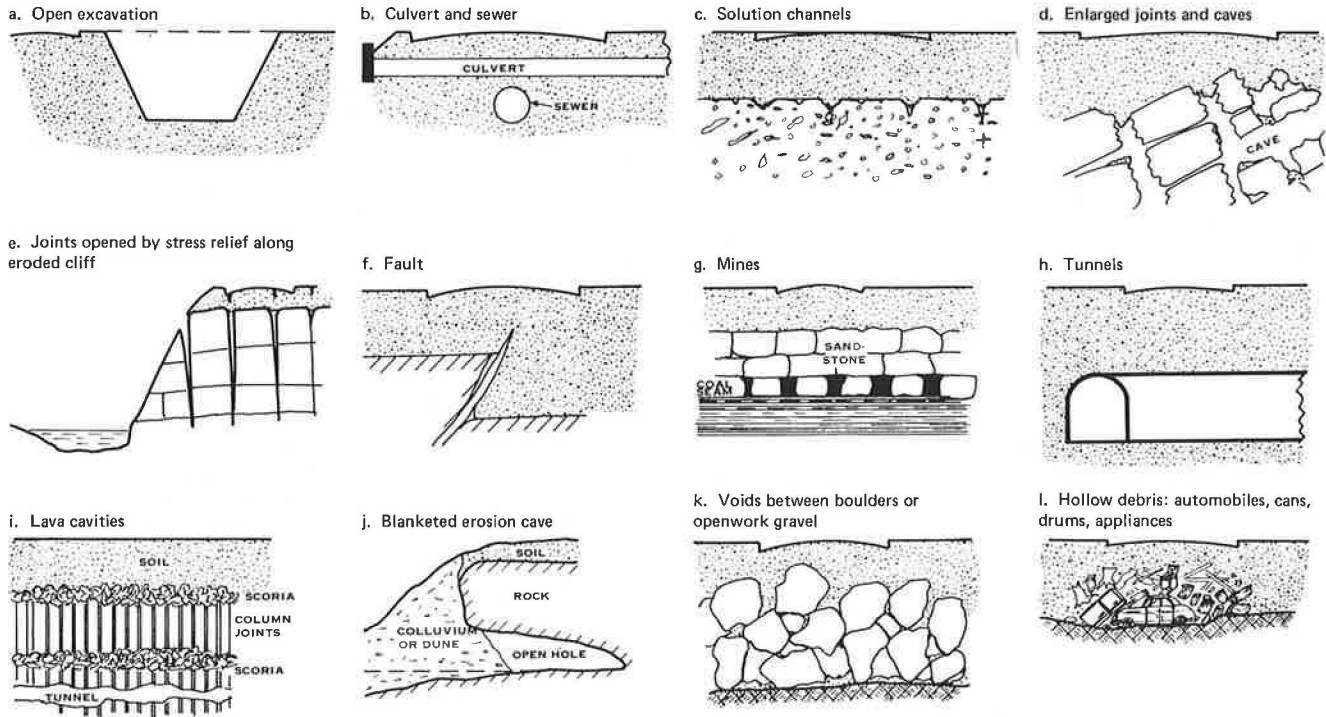 a. Open excavation
b. Culvert and sewer
CULVERT
SEWER
c. Solution channels
d. Enlarged joints and caves
CAVE
e. Joints opened by stress relief along
eroded cliff
f. Fault
g. Mines
SAND-
STONE
COAL
SEAM
h. Tunnels
i. Lava cavities
SOIL
SCORIA
COLUMN
JOINTS
SCORIA
TUNNEL
j. Blanketed erosion cave
SOIL
ROCK
COLLUVIUM
OR DUNE
OPEN HOLE
k. Voids between boulders or
openwork gravel
l. Hollow debris: automobiles, cans,
drums, appliances